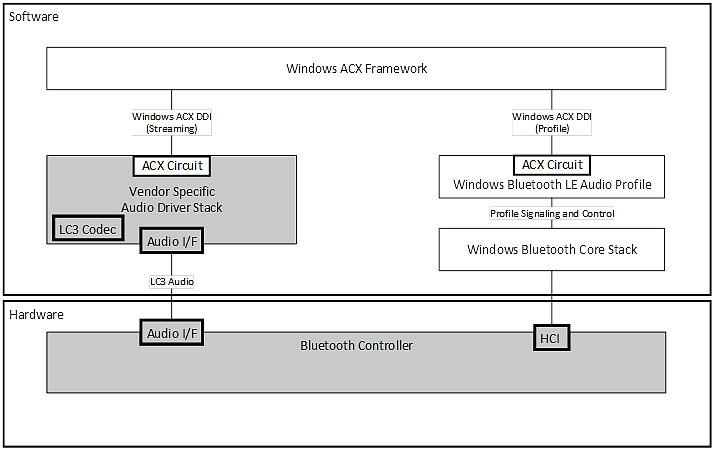 Software
Windows ACX Framework
Windows ACX DDI
(Streaming)
Windows ACX DDI
(Profile)
ACX Circuit
Vendor Specific
Audio Driver Stack
LC3 Codec
Audio I/F
ACX Circuit
Windows Bluetooth LE Audio Profile
Profile Signaling and Control
Windows Bluetooth Core Stack
LC3 Audio
Hardware
Audio I/F
Bluetooth Controller
HCI